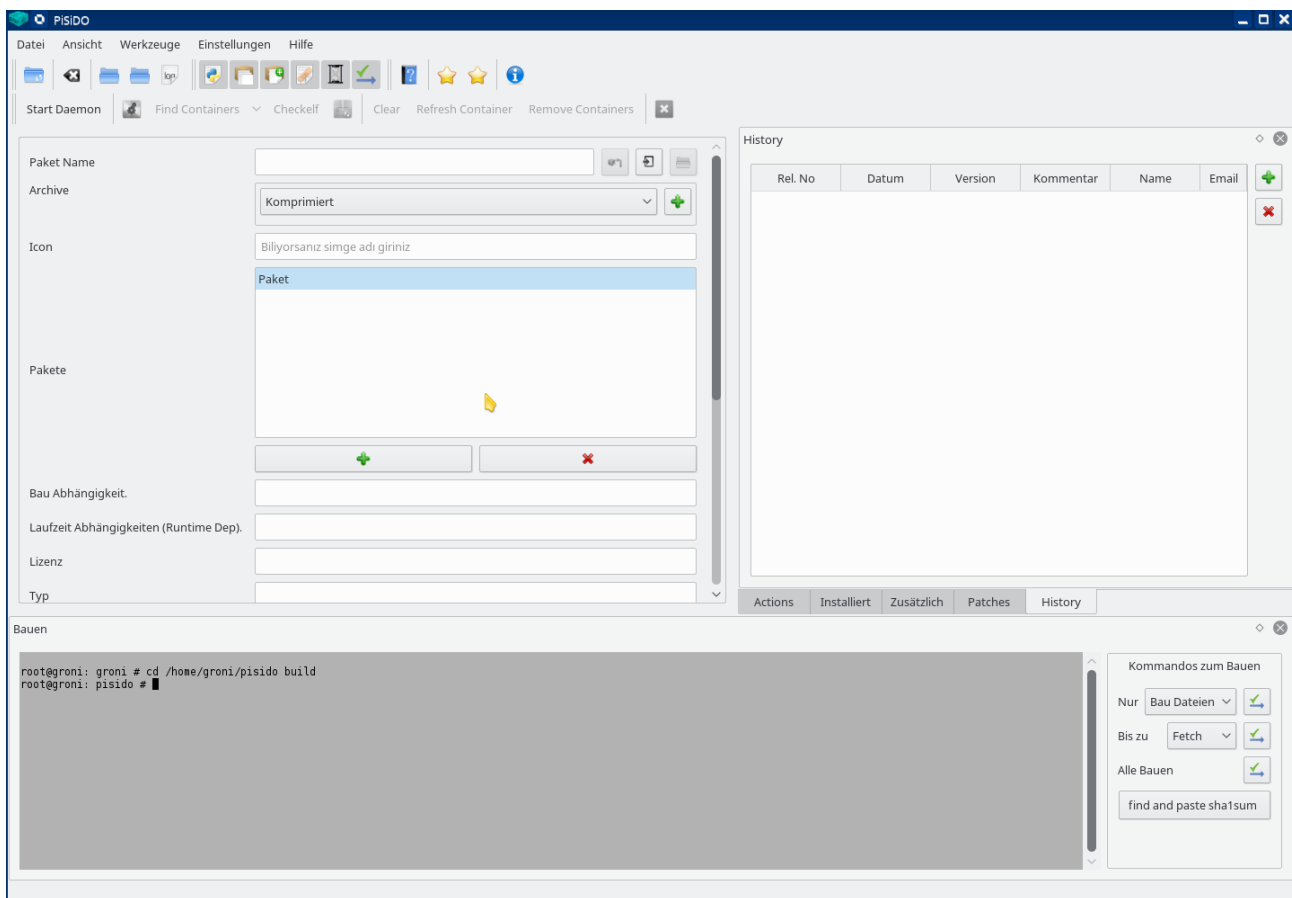 PiSiDO
Datei Ansicht Werkzeuge Einstellungen Hilfe
Start Daemon Find Containers Checkelf Clear Refresh Container Remove Containers
Paket Name
Archive
Komprimiert
Icon
Biliyorsanız simge adı giriniz
Paket
Pakete
Bau Abhängigkeit.
Laufzeit Abhängigkeiten (Runtime Dep).
Lizenz
Typ
History
Rel. No Datum Version Kommentar Name Email
Actions Installiert Zusätzlich Patches History
Bauen
root@groni: groni # cd /home/groni/pisido build
root@groni: pisido #
Kommandos zum Bauen
Nur Bau Dateien
Bis zu Fetch
Alle Bauen
find and paste sha1sum